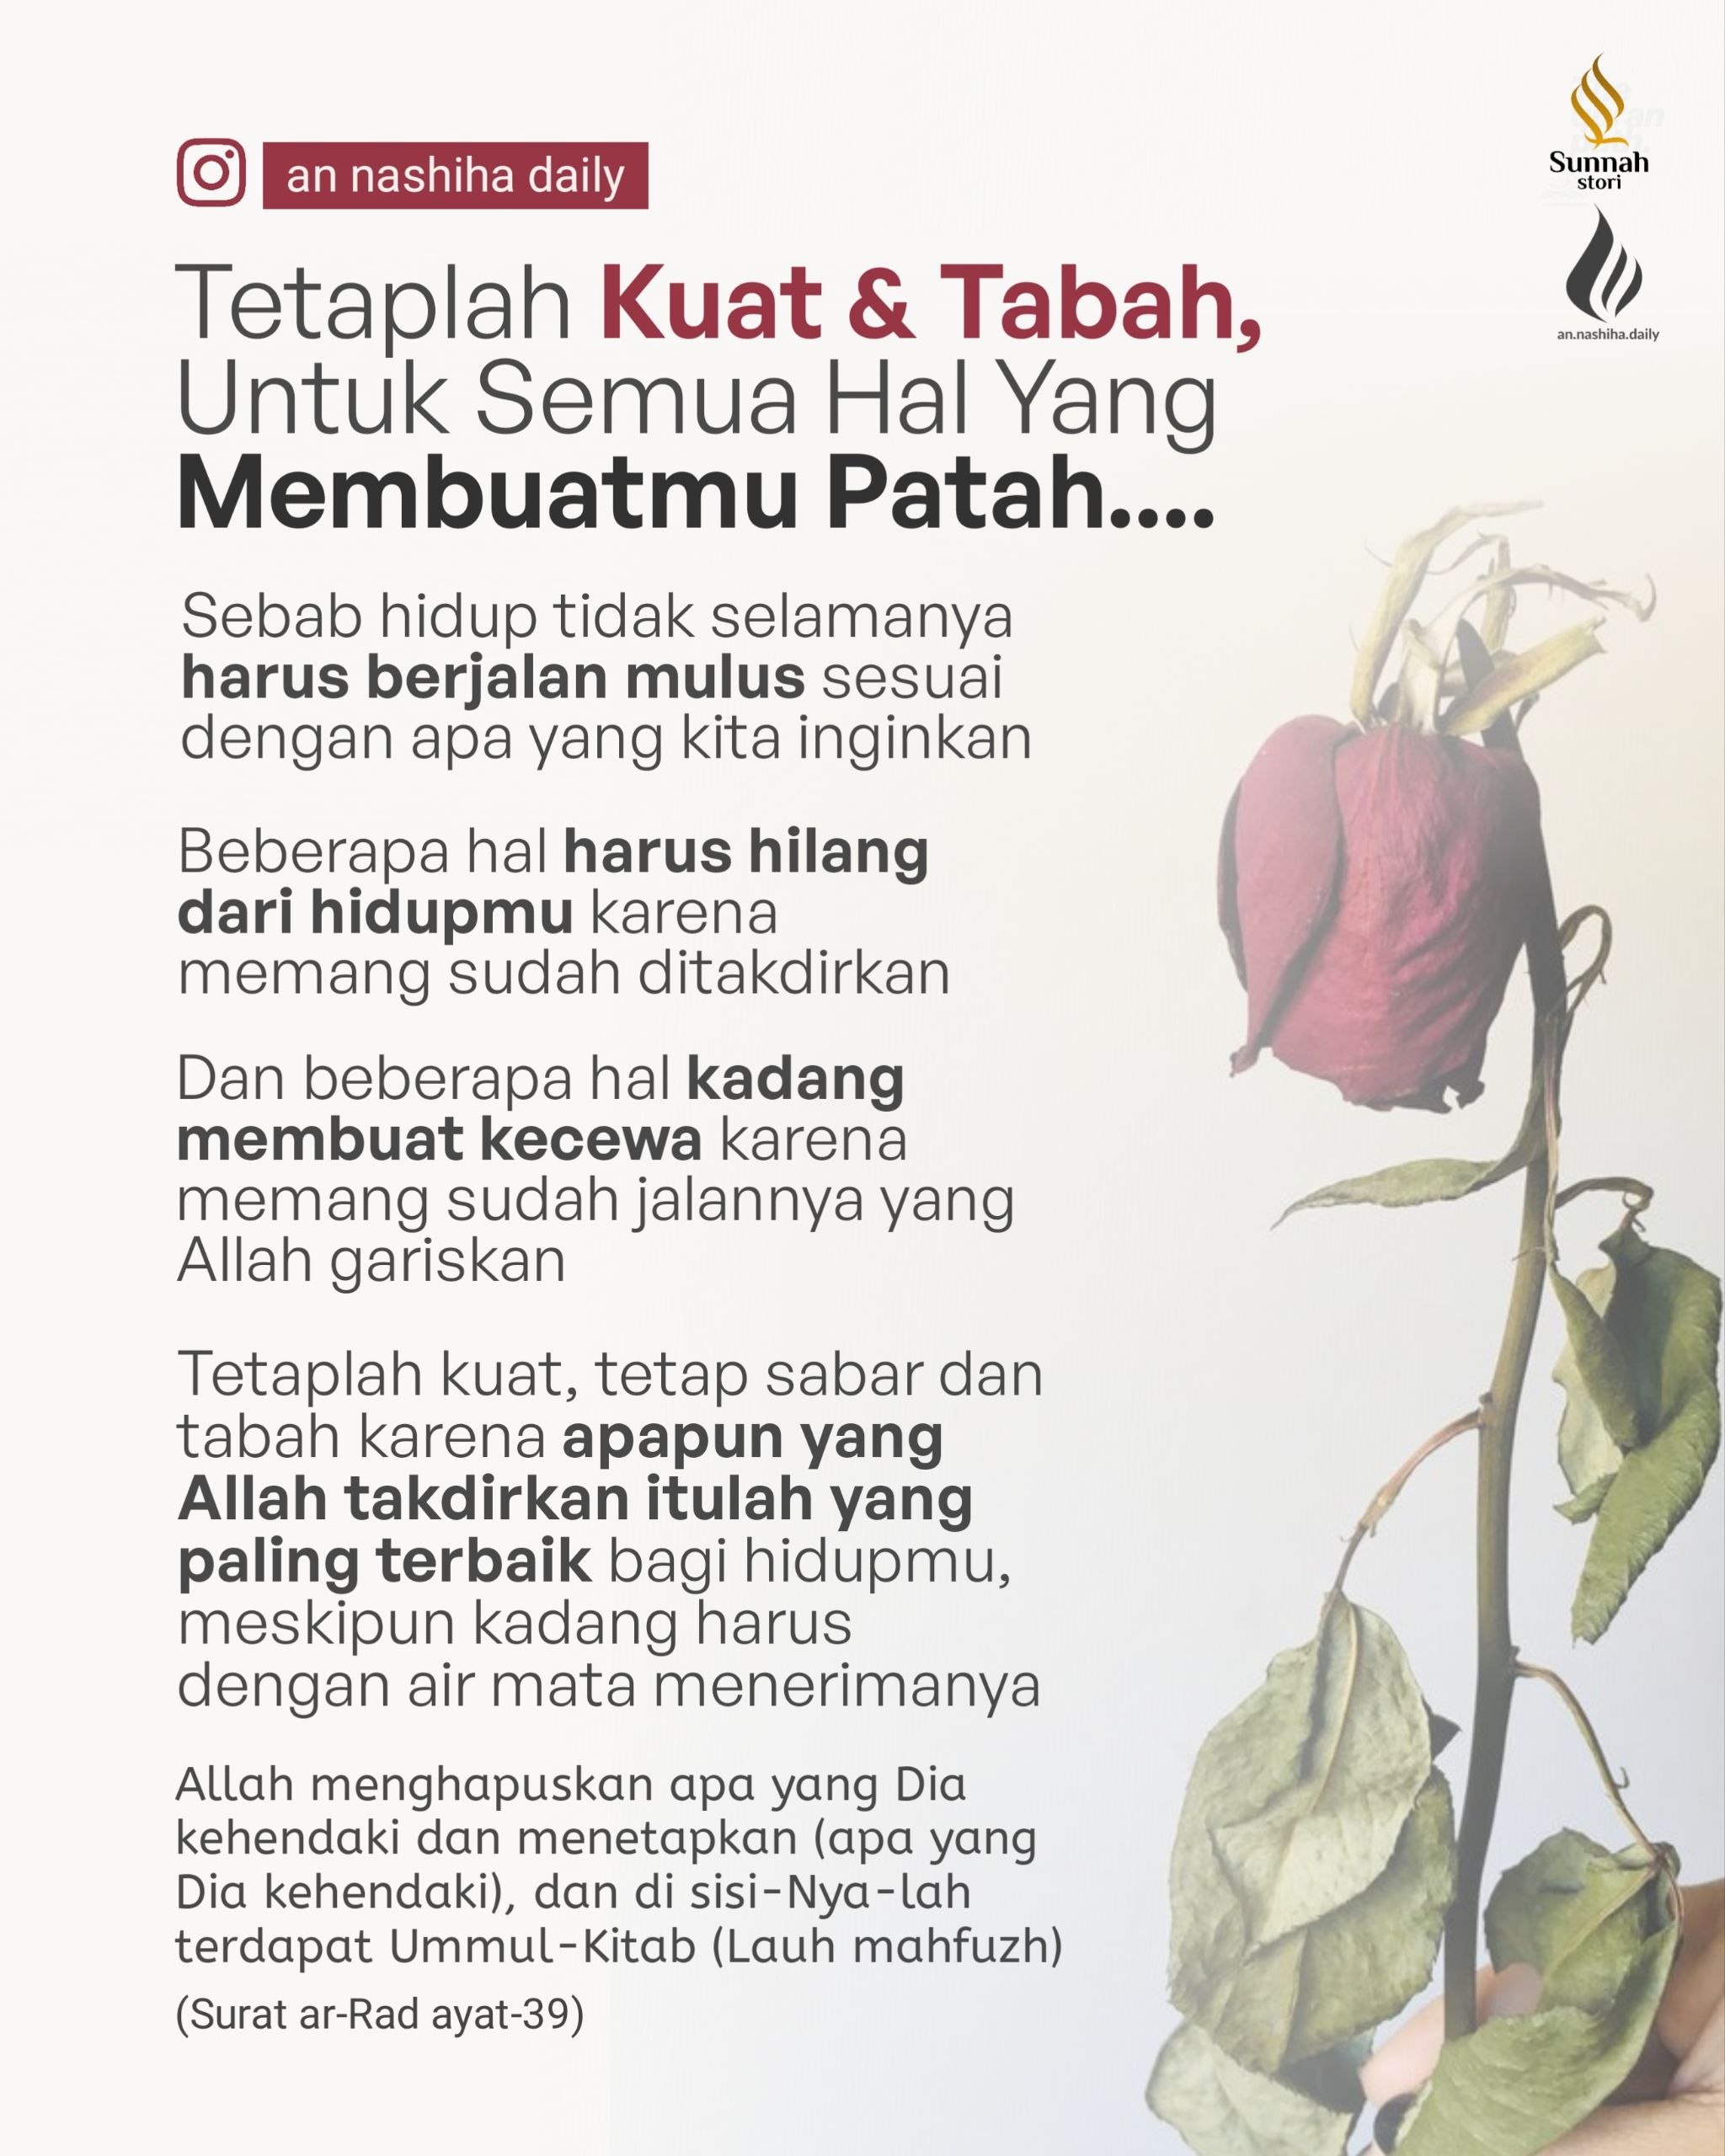 an nashiha daily
Sunnah
stori
an.nashiha.daily
Tetaplah Kuat & Tabah,
Untuk Semua Hal Yang
Membuatmu Patah....
Sebab hidup tidak selamanya
harus berjalan mulus sesuai
dengan apa yang kita inginkan
Beberapa hal harus hilang
dari hidupmu karena
memang sudah ditakdirkan
Dan beberapa hal kadang
membuat kecewa karena
memang sudah jalannya yang
Allah gariskan
Tetaplah kuat, tetap sabar dan
tabah karena apapun yang
Allah takdirkan itulah yang
paling terbaik bagi hidupmu,
meskipun kadang harus
dengan air mata menerimanya
Allah menghapuskan apa yang Dia
kehendaki dan menetapkan (apa yang
Dia kehendaki), dan di sisi-Nya-lah
terdapat Ummul-Kitab (Lauh mahfuzh)
(Surat ar-Rad ayat-39)